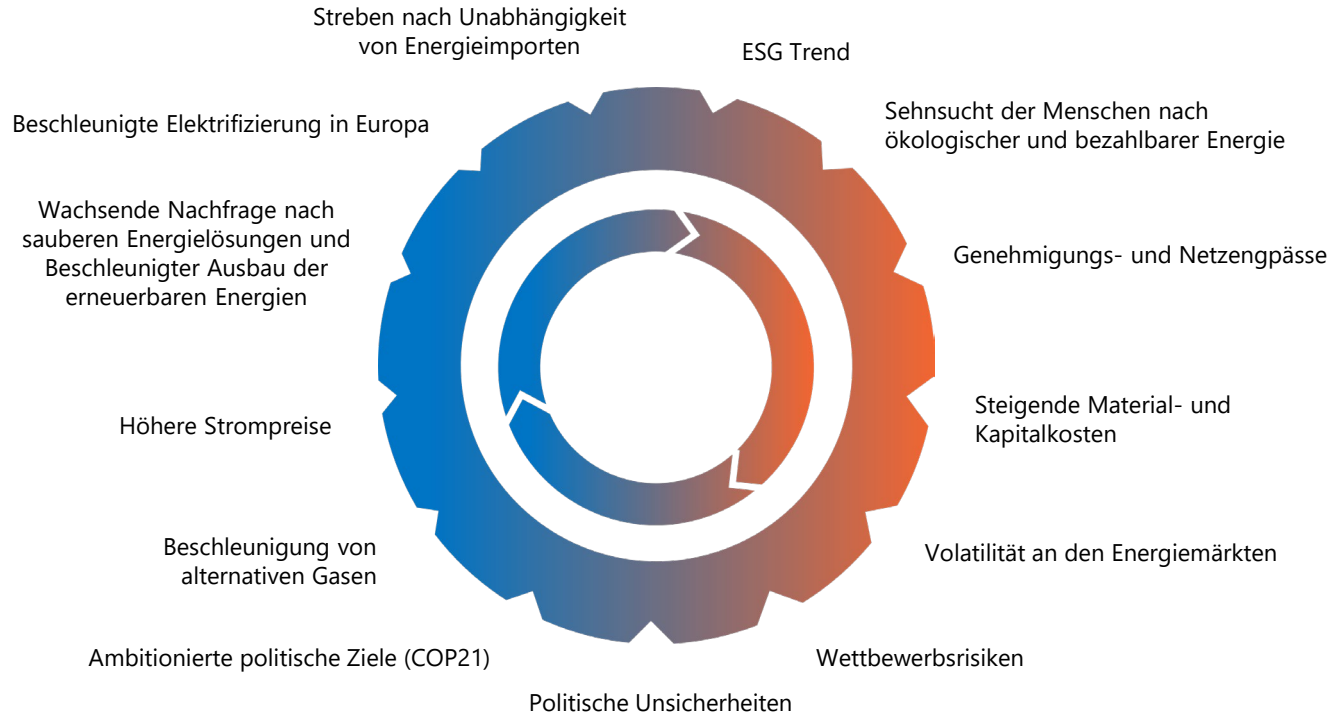 Streben nach Unabhängigkeit
von Energieimporten
ESG Trend
Sehnsucht der Menschen nach
ökologischer und bezahlbarer Energie
Genehmigungs- und Netzengpässe
Steigende Material- und
Kapitalkosten
Volatilität an den Energiemärkten
Wettbewerbsrisiken
Politische Unsicherheiten
Ambitionierte politische Ziele (COP21)
Beschleunigung von
alternativen Gasen
Höhere Strompreise
Wachsende Nachfrage nach
sauberen Energielösungen und
Beschleunigter Ausbau der
erneuerbaren Energien
Beschleunigte Elektrifizierung in Europa